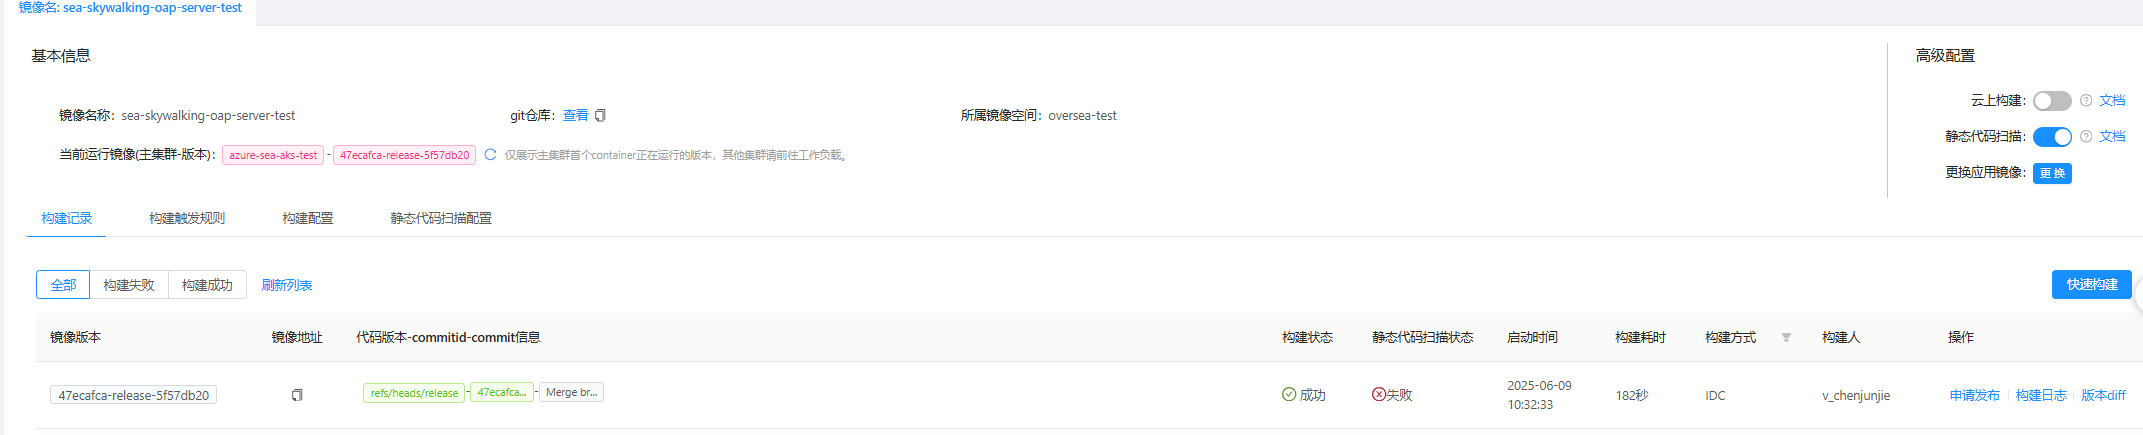 镜像名: sea-skywalking-oap-server-test
基本信息
高级配置
镜像名称: sea-skywalking-oap-server-test
git仓库: 查看
所属镜像空间: oversea-test
云上构建: 文档
当前运行镜像(主集群-版本): azure-sea-aks-test - 47ecafca-release-5f57db20 仅展示主集群首个container正在运行的版本，其他集群请前往工作负载。
静态代码扫描: 文档
更换应用镜像: 更 换
构建记录 构建触发规则 构建配置 静态代码扫描配置
全部 构建失败 构建成功 刷新列表 快速构建
镜像版本 镜像地址 代码版本-commitid-commit信息 构建状态 静态代码扫描状态 启动时间 构建耗时 构建方式 构建人 操作
47ecafca-release-5f57db20 refs/heads/release - 47ecafca... - Merge br... 成功 失败 2025-06-09
10:32:33 182秒 IDC v_chenjunjie 申请发布 构建日志 版本diff